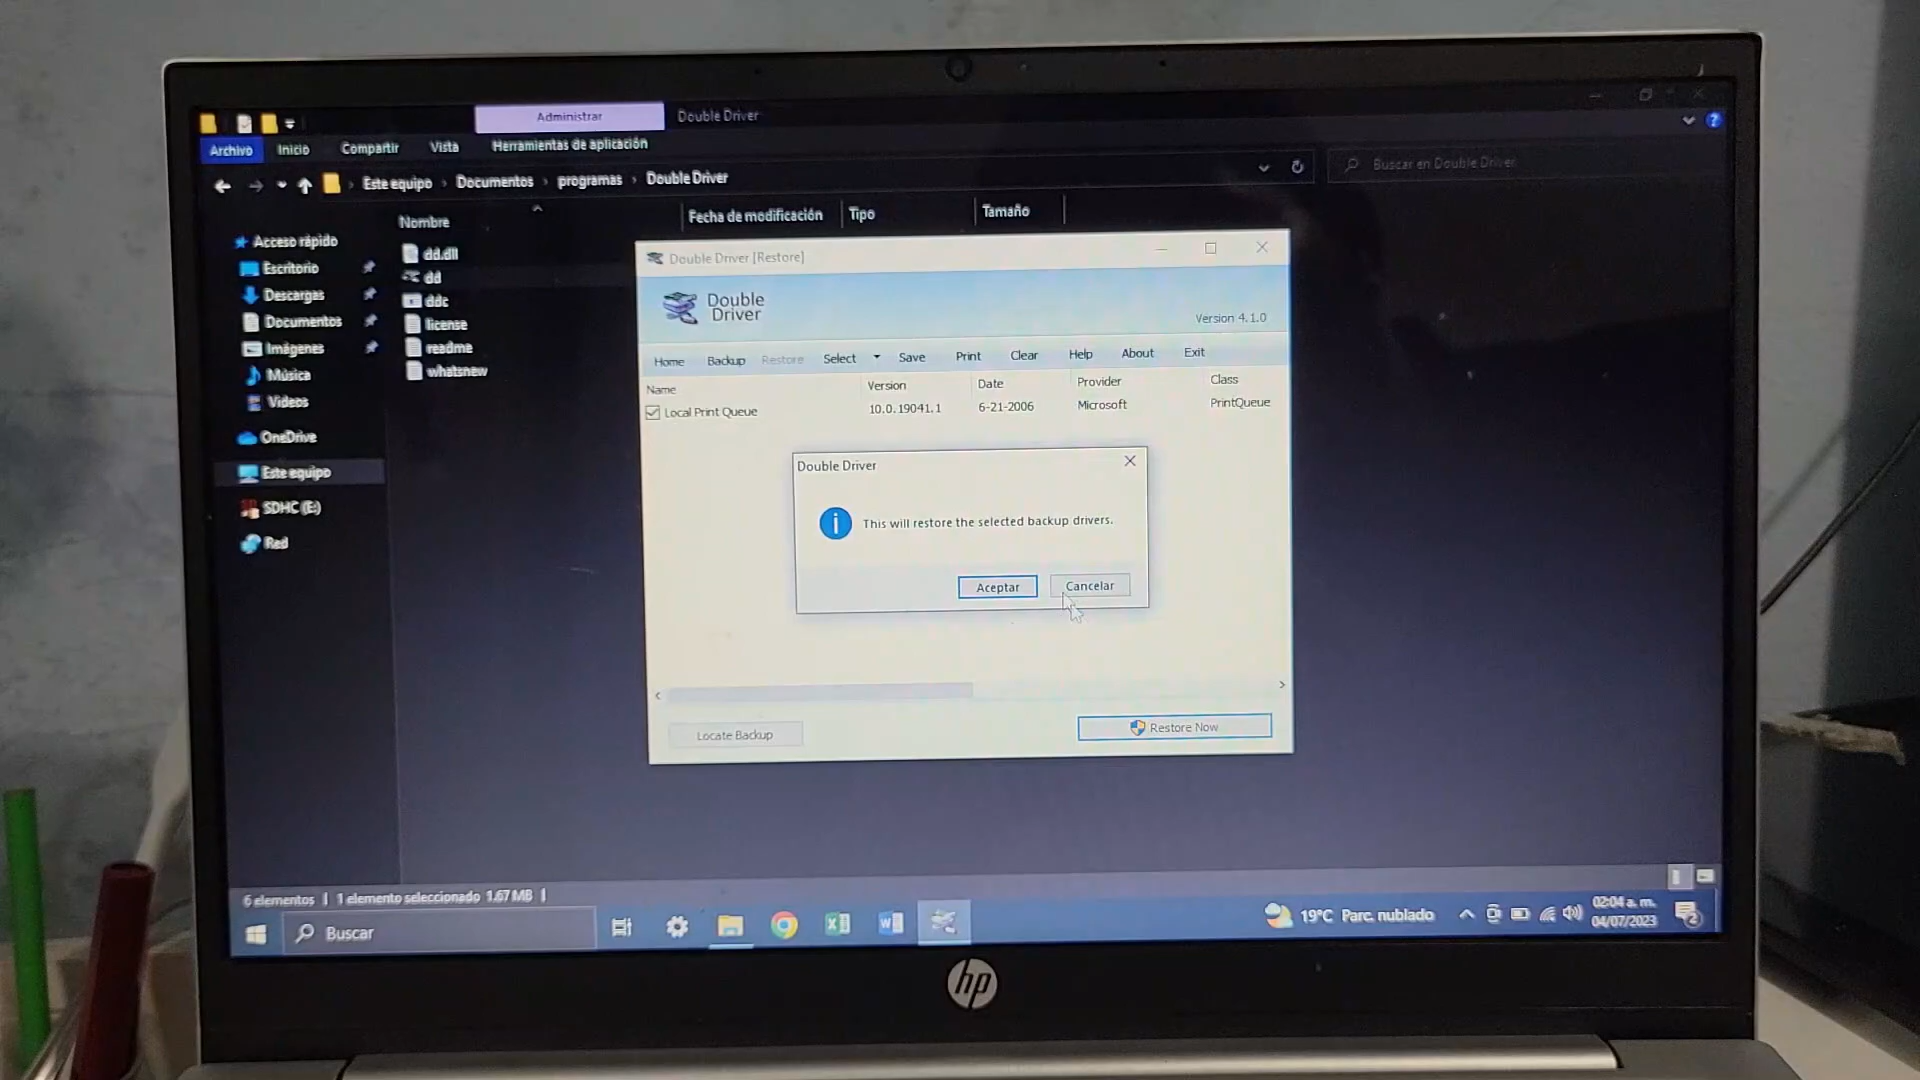 Administrar
Double Driver
Archivo
Inicio
Compartir
Vista
Herramientas de aplicación
Este equipo › Documentos › programas › Double Driver
Buscar en Double Driver
Nombre
Fecha de modificación
Tipo
Tamaño
Acceso rápido
Escritorio
Descargas
Documentos
Imágenes
Música
Videos
OneDrive
Este equipo
SDHC (E:)
Red
dd.dll
dd
ddc
license
readme
whatsnew
Double Driver [Restore]
Double
Driver
Version 4.1.0
Home Backup Restore Select Save Print Clear Help About Exit
Name Version Date Provider Class
Local Print Queue 10.0.19041.1 6-21-2006 Microsoft PrintQueue
Double Driver
This will restore the selected backup drivers.
Aceptar Cancelar
Locate Backup
Restore Now
6 elementos | 1 elemento seleccionado 1.67 MB |
Buscar
19°C Parc. nublado
02:04 a. m.
04/07/2023
2
hp